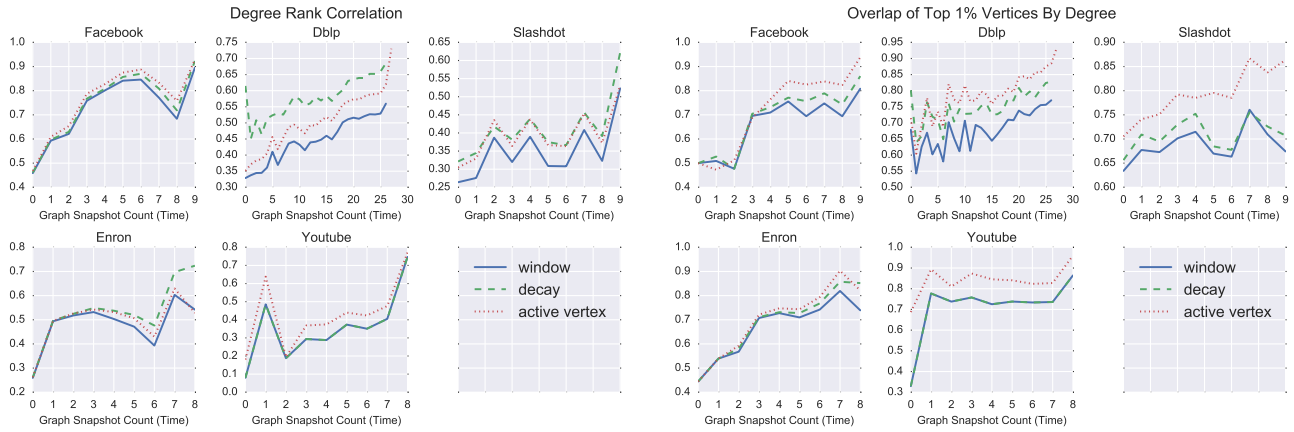 Degree Rank Correlation
Overlap of Top 1% Vertices By Degree
Facebook
1.0
0.9
0.8
0.7
0.6
0.5
0.4
0 1 2 3 4 5 6 7 8 9
Graph Snapshot Count (Time)
Dblp
0.75
0.70
0.65
0.60
0.55
0.50
0.45
0.40
0.35
0.30
0 5 10 15 20 25 30
Graph Snapshot Count (Time)
Slashdot
0.65
0.60
0.55
0.50
0.45
0.40
0.35
0.30
0.25
0 1 2 3 4 5 6 7 8 9
Graph Snapshot Count (Time)
Facebook
1.0
0.9
0.8
0.7
0.6
0.5
0.4
0 1 2 3 4 5 6 7 8 9
Graph Snapshot Count (Time)
Dblp
0.95
0.90
0.85
0.80
0.75
0.70
0.65
0.60
0.55
0.50
0 5 10 15 20 25 30
Graph Snapshot Count (Time)
Slashdot
0.90
0.85
0.80
0.75
0.70
0.65
0.60
0 1 2 3 4 5 6 7 8 9
Graph Snapshot Count (Time)
Enron
0.8
0.7
0.6
0.5
0.4
0.3
0.2
0 1 2 3 4 5 6 7 8
Graph Snapshot Count (Time)
Youtube
0.8
0.7
0.6
0.5
0.4
0.3
0.2
0.1
0.0
0 1 2 3 4 5 6 7 8
Graph Snapshot Count (Time)
window
decay
active vertex
Enron
1.0
0.9
0.8
0.7
0.6
0.5
0.4
0 1 2 3 4 5 6 7 8
Graph Snapshot Count (Time)
Youtube
1.0
0.9
0.8
0.7
0.6
0.5
0.4
0.3
0 1 2 3 4 5 6 7 8
Graph Snapshot Count (Time)
window
decay
active vertex